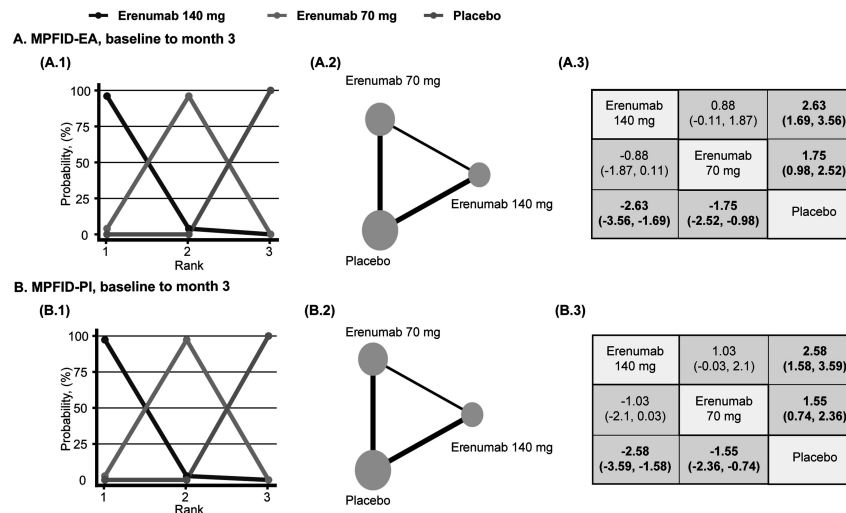 Erenumab 140 mg Erenumab 70 mg Placebo
A. MPFID-EA, baseline to month 3
(A.1) (A.2) (A.3)
Probability, (%)
100
75
50
25
0
1 2 3
Rank
Erenumab 70 mg
Erenumab 140 mg
Placebo
Erenumab 140 mg 0.88 (-0.11, 1.87) 2.63 (1.69, 3.56)
-0.88 (-1.87, 0.11) Erenumab 70 mg 1.75 (0.98, 2.52)
-2.63 (-3.56, -1.69) -1.75 (-2.52, -0.98) Placebo
B. MPFID-PI, baseline to month 3
(B.1) (B.2) (B.3)
Probability, (%)
100
75
50
25
0
1 2 3
Rank
Erenumab 70 mg
Erenumab 140 mg
Placebo
Erenumab 140 mg 1.03 (-0.03, 2.1) 2.58 (1.58, 3.59)
-1.03 (-2.1, 0.03) Erenumab 70 mg 1.55 (0.74, 2.36)
-2.58 (-3.59, -1.58) -1.55 (-2.36, -0.74) Placebo